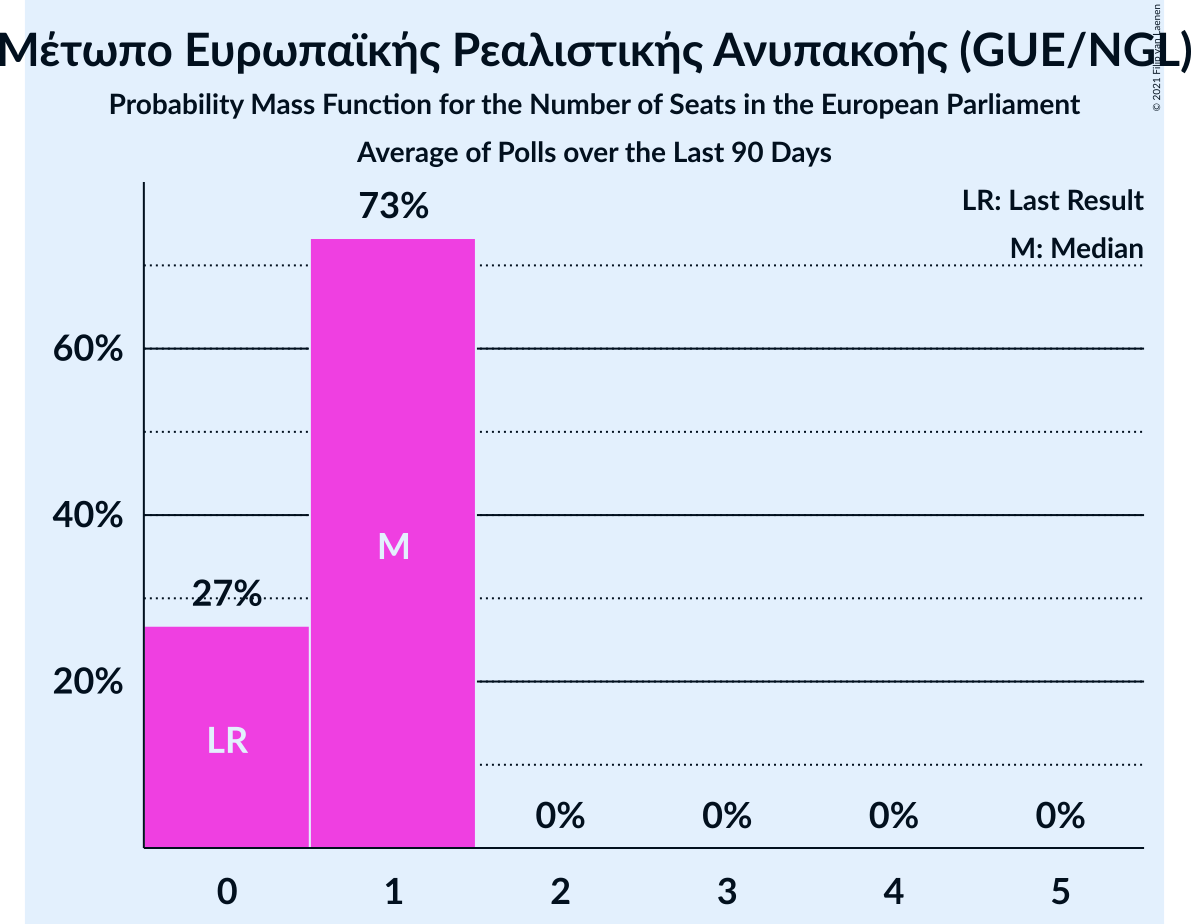 Μέτωπο Ευρωπαϊκής Ρεαλιστικής Ανυπακοής (GUE/NGL)
© 2021 Filip van Laenen
Probability Mass Function for the Number of Seats in the European Parliament
Average of Polls over the Last 90 Days
LR: Last Result
M: Median
73%
60%
40%
M
27%
20%
LR
0% 0% 0% 0%
0 1 2 3 4 5